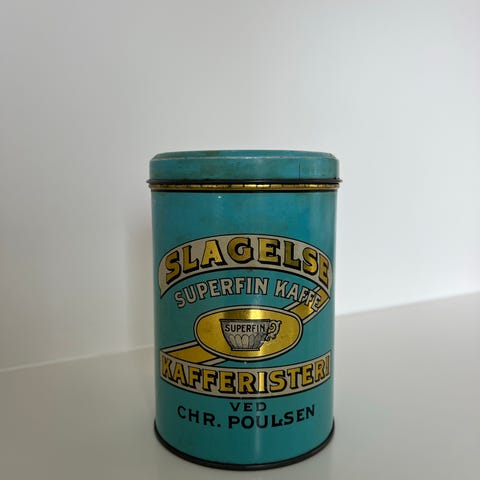 SLAGELSE
SUPERFIN KAFFE
SUPERFIN
KAFFERISTERI
VED
CHR. POULSEN